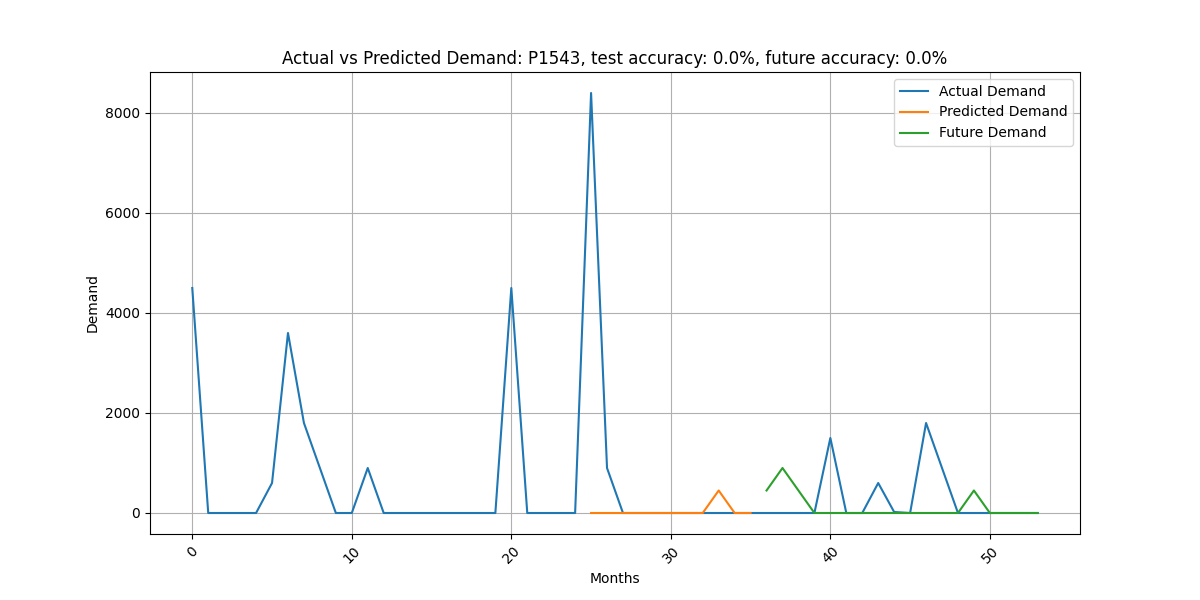 Actual vs Predicted Demand: P1543, test accuracy: 0.0%, future accuracy: 0.0%
Actual Demand
Predicted Demand
Future Demand
8000
6000
4000
2000
0
Demand
0 10 20 30 40 50
Months